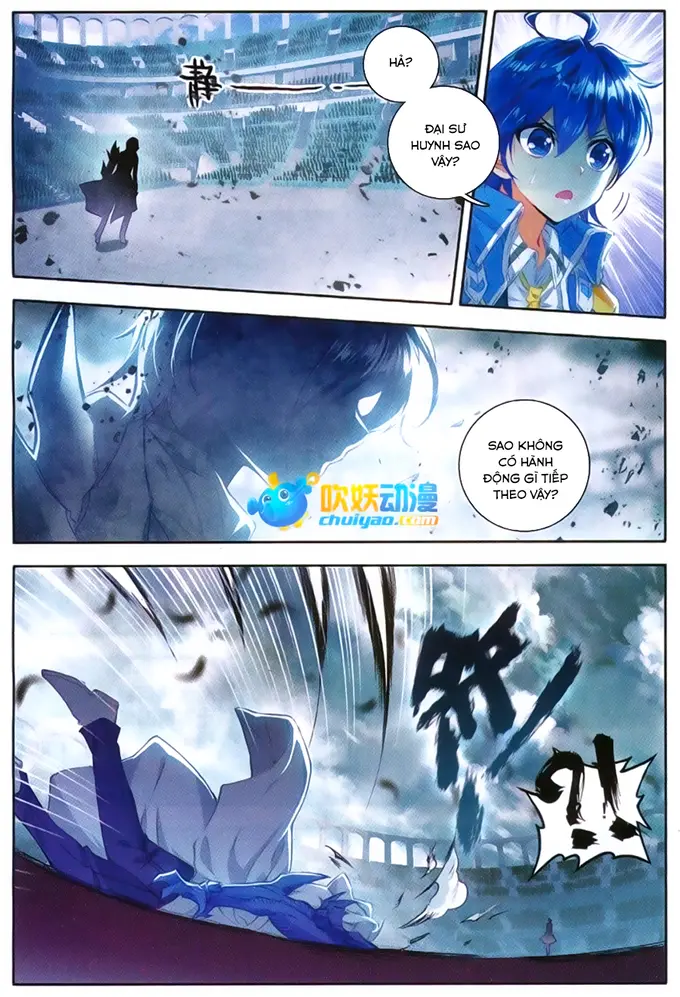 静
HẢ?
ĐẠI SƯ
HUYNH SAO
VẬY?
SAO KHÔNG
CÓ HÀNH
ĐỘNG GÌ TIẾP
THEO VẬY?
吹妖动漫
chuiyao.com
?!